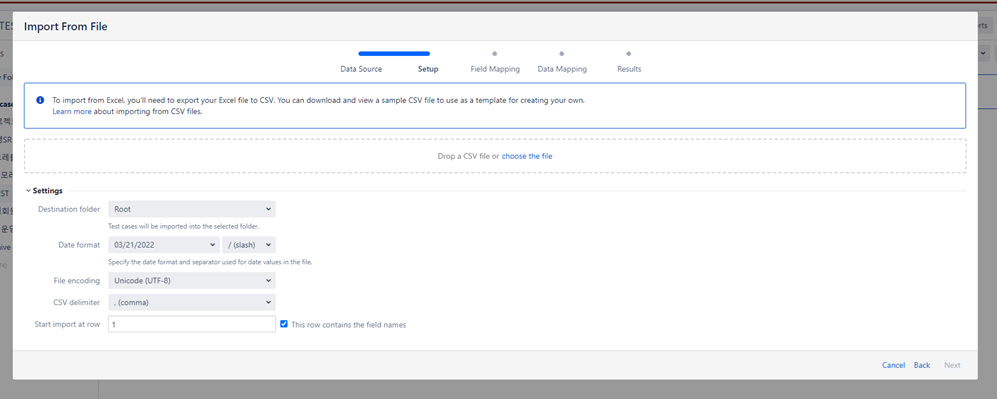 Import From File
Data Source
Setup
Field Mapping
Data Mapping
Results
To import from Excel, you'll need to export your Excel file to CSV. You can download and view a sample CSV file to use as a template for creating your own.
Learn more about importing from CSV files.
Drop a CSV file or choose the file
Settings
Destination folder Root
Test cases will be imported into the selected folder.
Date format 03/21/2022 / (slash)
Specify the date format and separator used for date values in the file.
File encoding Unicode (UTF-8)
CSV delimiter , (comma)
Start import at row 1 This row contains the field names
Cancel Back Next